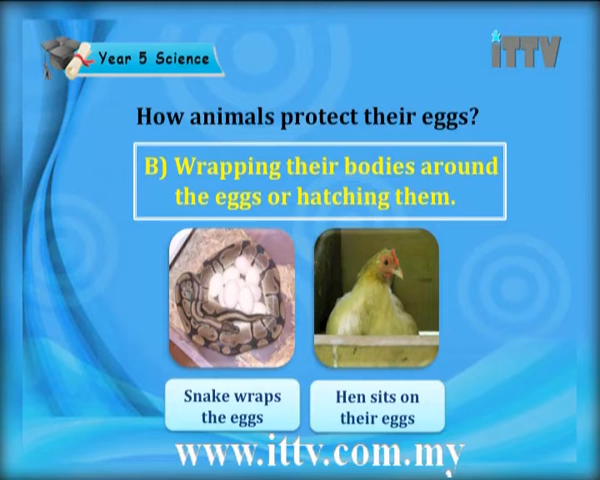 Year 5 Science
iTTV
How animals protect their eggs?
B) Wrapping their bodies around
the eggs or hatching them.
Snake wraps
the eggs
Hen sits on
their eggs
www.ittv.com.my